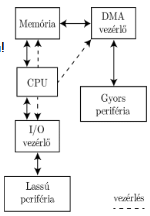 Memória
DMA
vezérlő
CPU
Gyors
periféria
I/O
vezérlő
Lassú
periféria
vezérlés